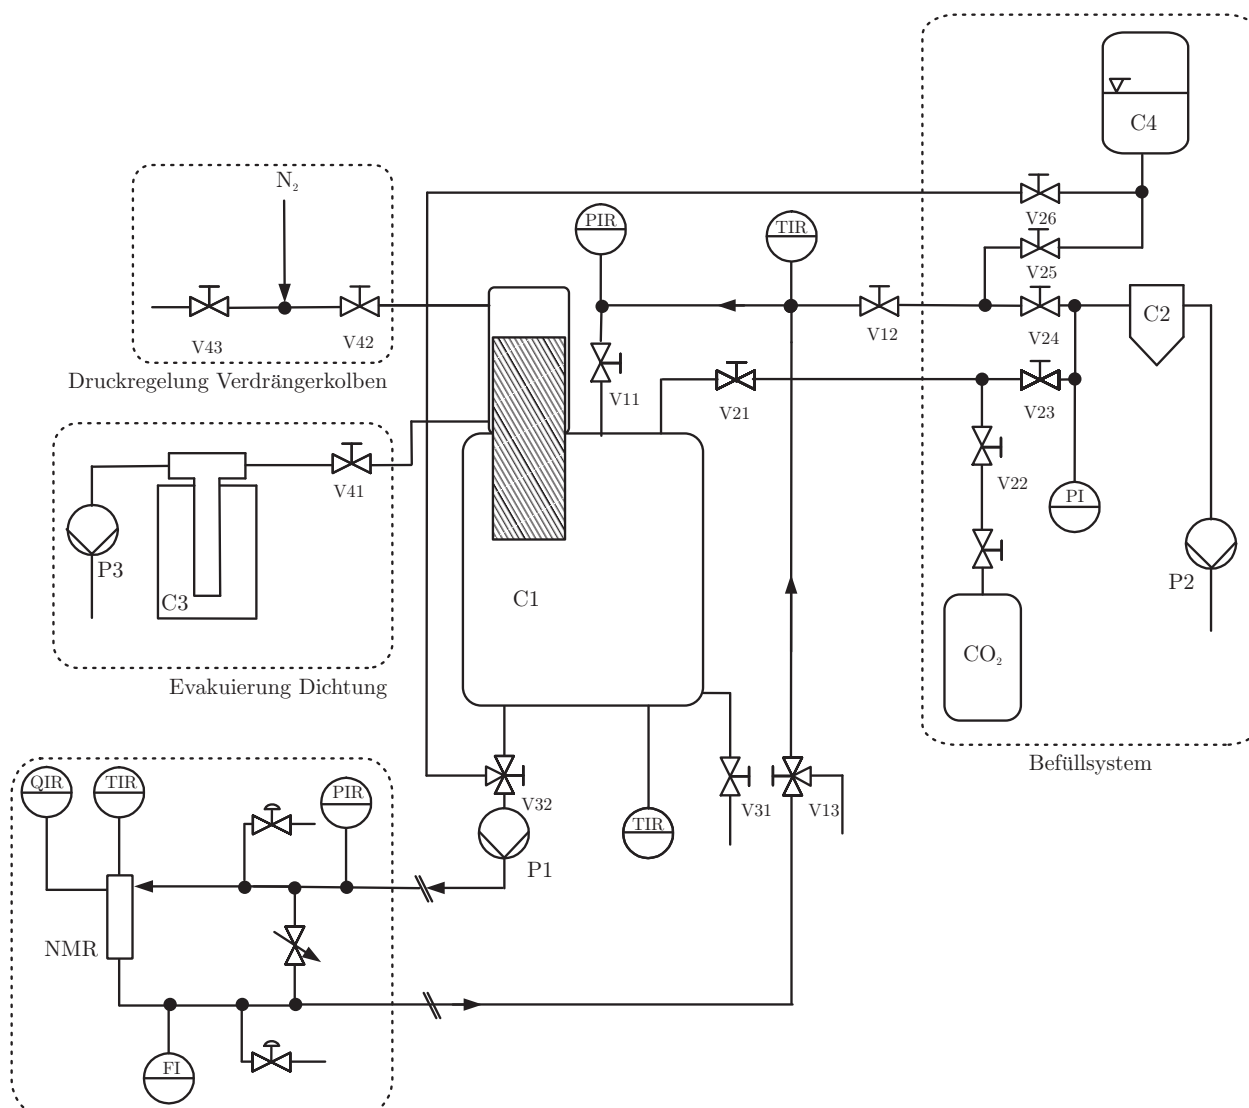 C4
N₂
V26
PIR
TIR
V25
C2
V43
V42
V12
V24
Druckregelung Verdrängerkolben
V11
V21
V23
V41
V22
PI
P3
P2
C3
C1
CO₂
Evakuierung Dichtung
Befüllsystem
QIR
TIR
PIR
V32
TIR
V31
V13
P1
NMR
FI